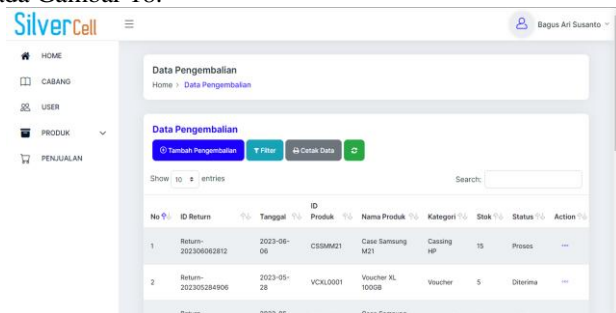 ada Gambar 18.
SilverCell
Bagus Ari Susanto
HOME
CABANG
USER
PRODUK
PENJUALAN
Data Pengembalian
Home > Data Pengembalian
Data Pengembalian
Tambah Pengembalian Filter Cetak Data
Show 10 entries
Search:
No ID Return Tanggal ID Produk Nama Produk Kategori Stok Status Action
1 Return-202306062812 2023-06-06 CSSMM21 Case Samsung M21 Cassing HP 15 Proses ...
2 Return-202305284906 2023-05-28 VCXL0001 Voucher XL 100GB Voucher 5 Diterima ...